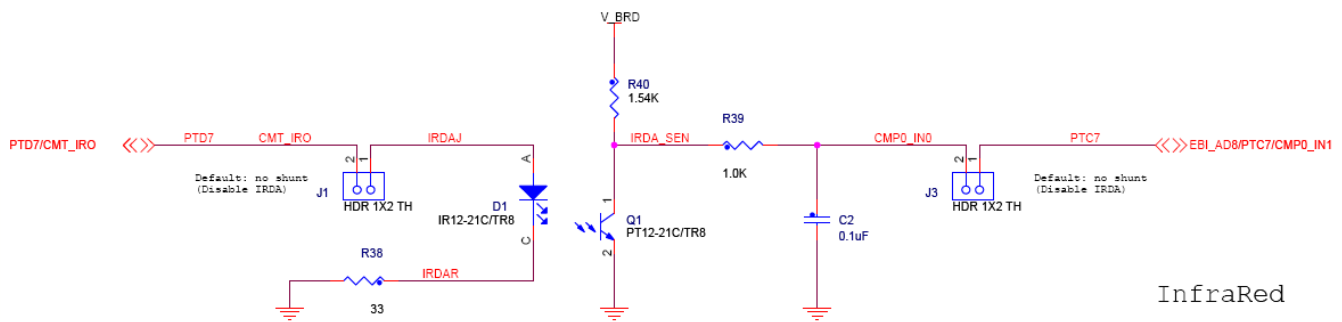 V_BRD
R40
1.54K
R39
1.0K
PTD7/CMT_IRO
PTD7
CMT_IRO
IRDAJ
IRDA_SEN
CMP0_IN0
PTC7
EBI_AD8/PTC7/CMP0_IN1
2
1
A
2
1
Default: no shunt
(Disable IRDA)
J1
HDR 1X2 TH
D1
IR12-21C/TR8
C
1
Q1
PT12-21C/TR8
2
C2
0.1uF
J3
HDR 1X2 TH
Default: no shunt
(Disable IRDA)
R38
IRDAR
33
InfraRed